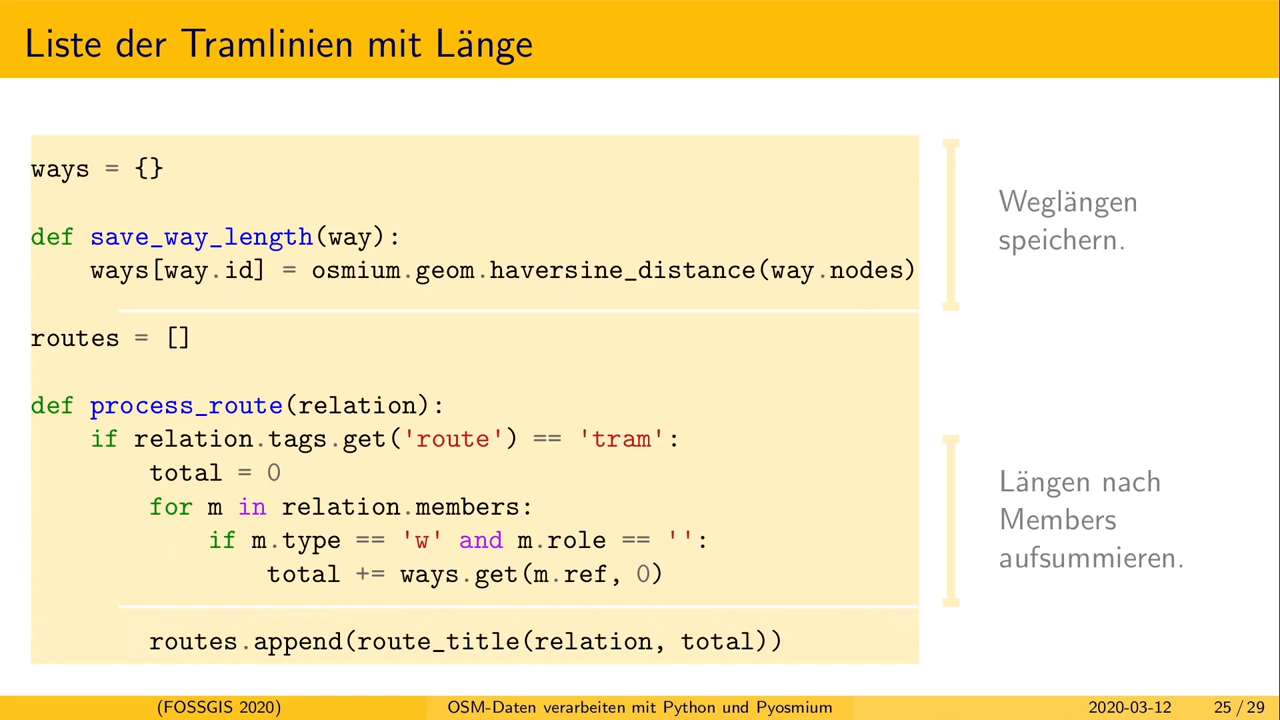 Liste der Tramlinien mit Länge
ways = {}
def save_way_length(way):
    ways[way.id] = osmium.geom.haversine_distance(way.nodes)
Weglängen
speichern.
routes = []
def process_route(relation):
    if relation.tags.get('route') == 'tram':
        total = 0
        for m in relation.members:
            if m.type == 'w' and m.role == '':
                total += ways.get(m.ref, 0)
        routes.append(route_title(relation, total))
Längen nach
Members
aufsummieren.
(FOSSGIS 2020)
OSM-Daten verarbeiten mit Python und Pyosmium
2020-03-12
25 / 29